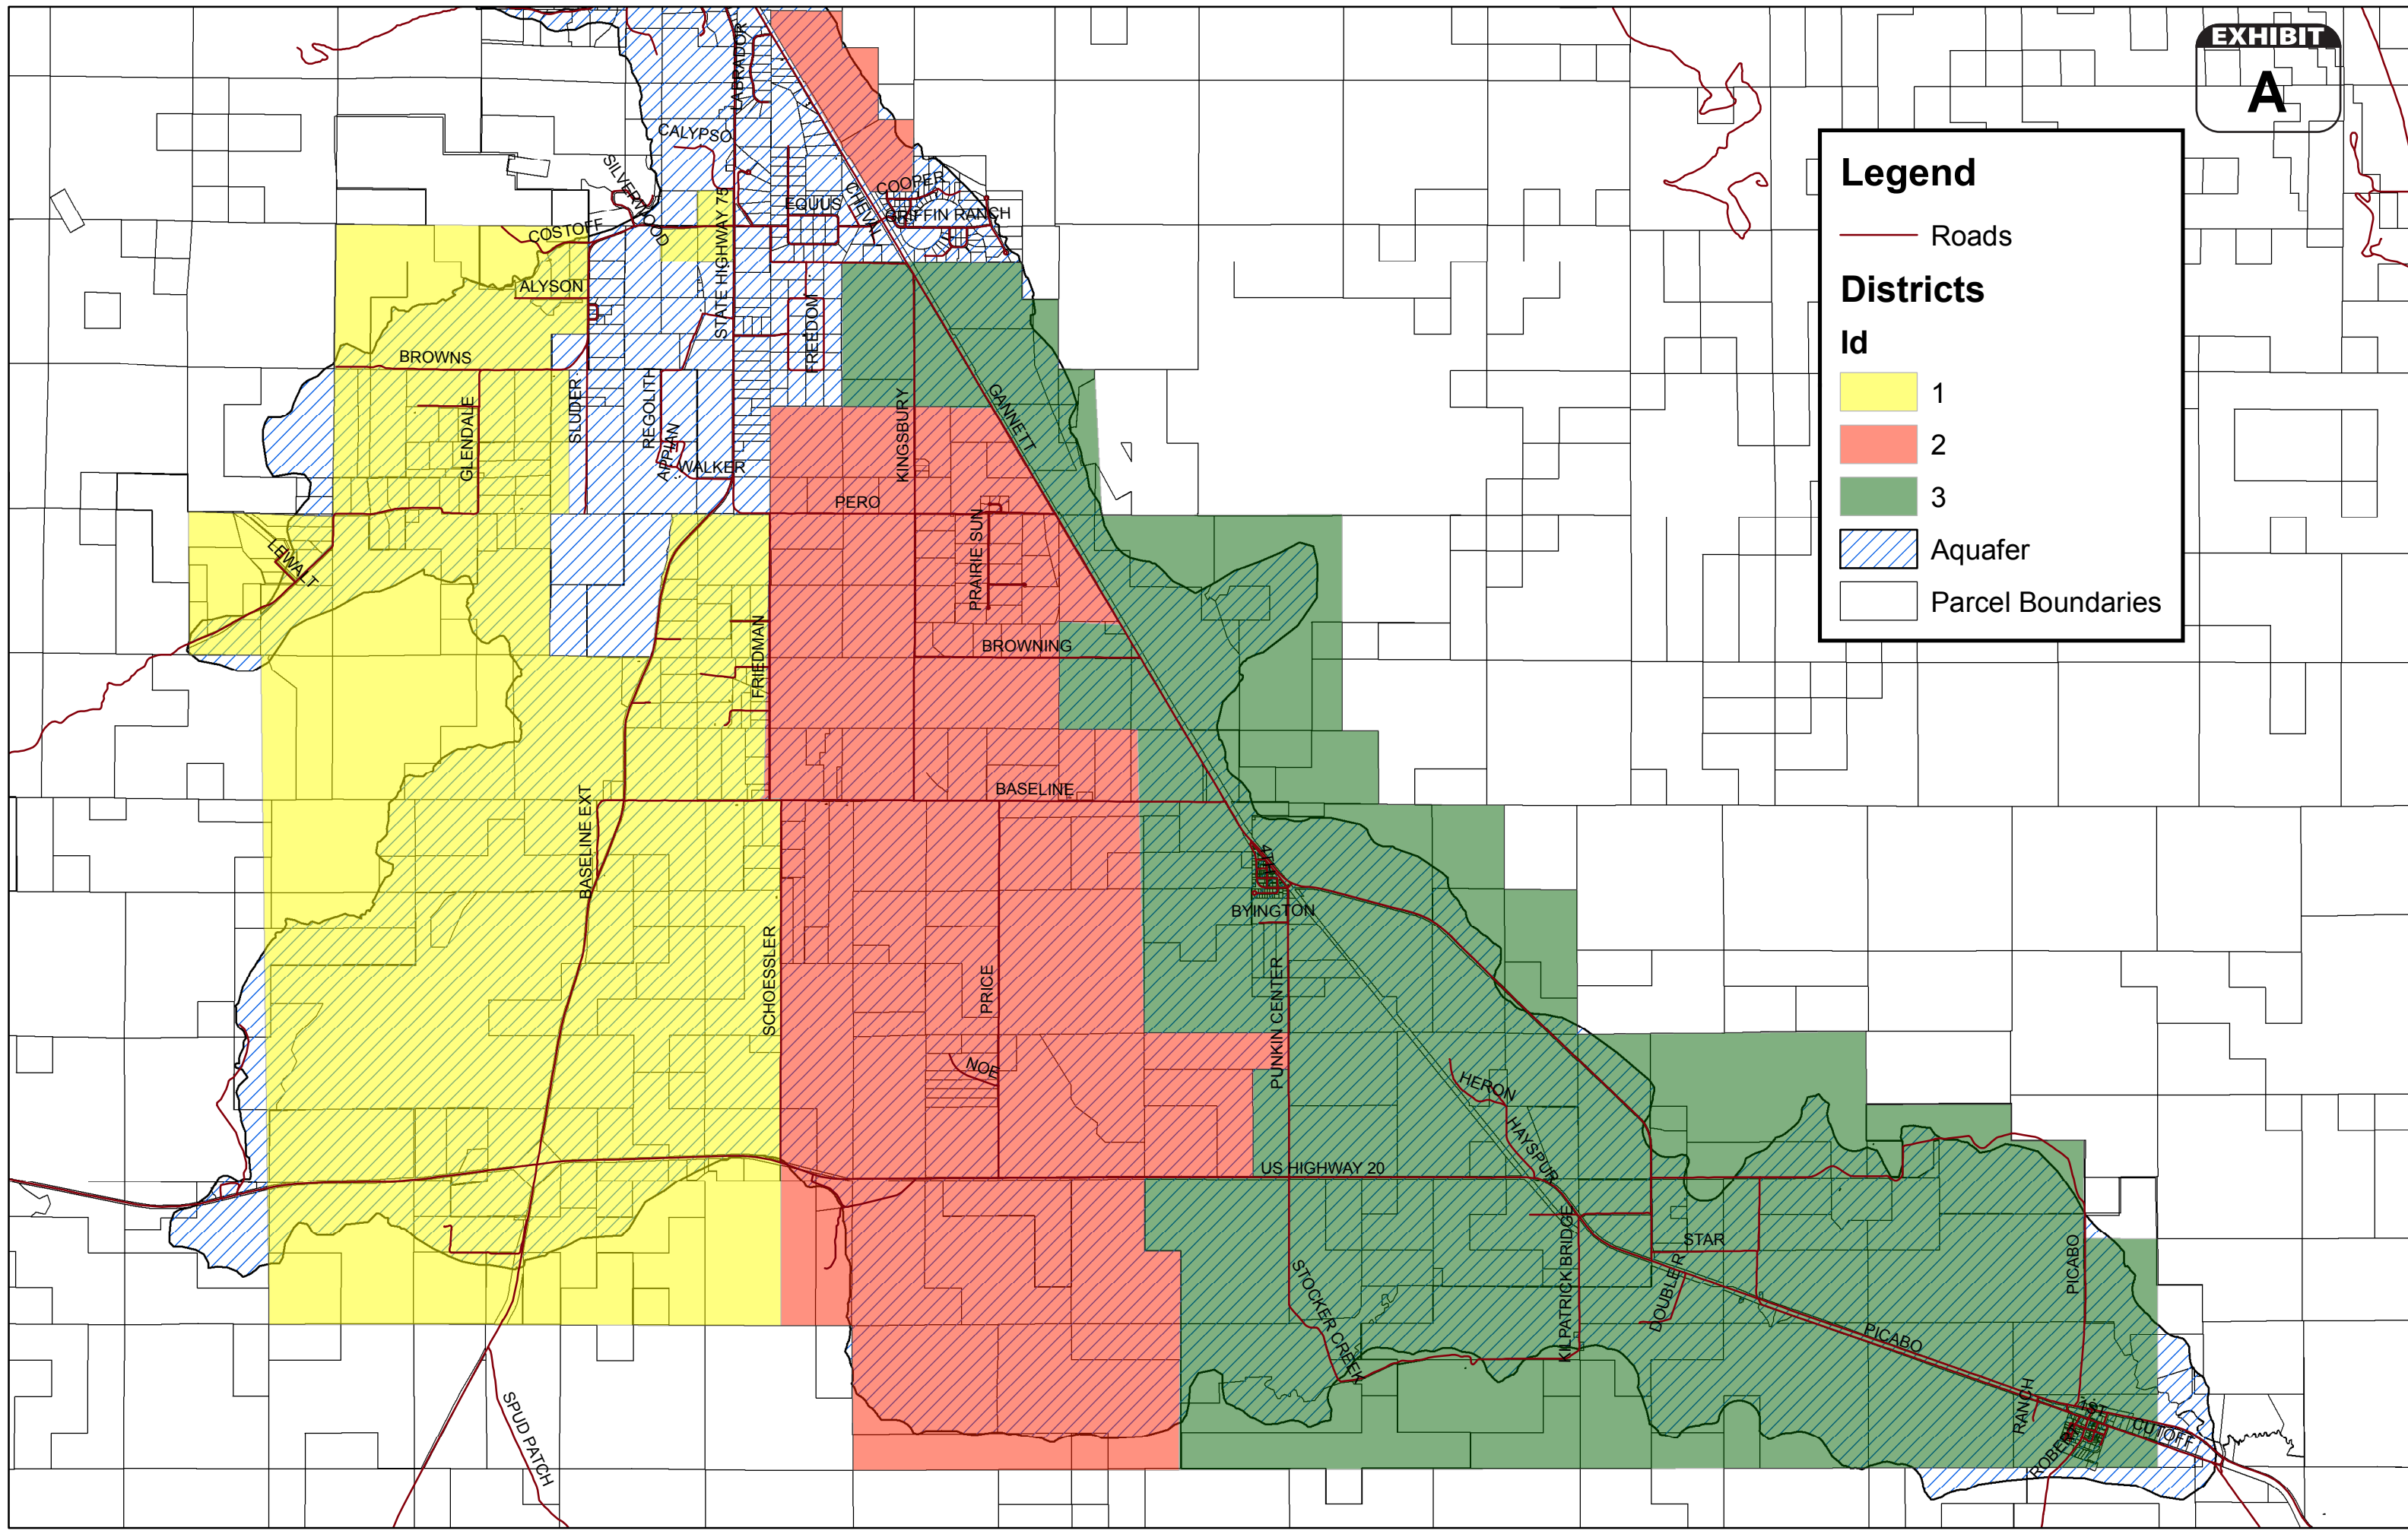 EXHIBIT
A
Legend
Roads
Districts
Id
1
2
3
Aquafer
Parcel Boundaries
LABRADOR
CALYPSO
SILVERWOOD
STATE HIGHWAY 75
EQUUS
CHEVAL
COOPER
GRIFFIN RANCH
COSTOFF
ALYSON
FREEDOM
BROWNS
GLENDALE
SLUDER
REGOLITH
APPIAN
WALKER
KINGSBURY
GANNETT
PERO
PRAIRIE SUN
LEWALT
FRIEDMAN
BROWNING
BASELINE
BASELINE EXT
4TH
BYINGTON
SCHOESSLER
PRICE
PUNKIN CENTER
NOE
HERON
HAYSPUR
US HIGHWAY 20
KILPATRICK BRIDGE
STAR
DOUBLE R
STOCKER CREEK
PICABO
PICABO
SPUD PATCH
RANCH
1ST
CUTOFF
ROBERT